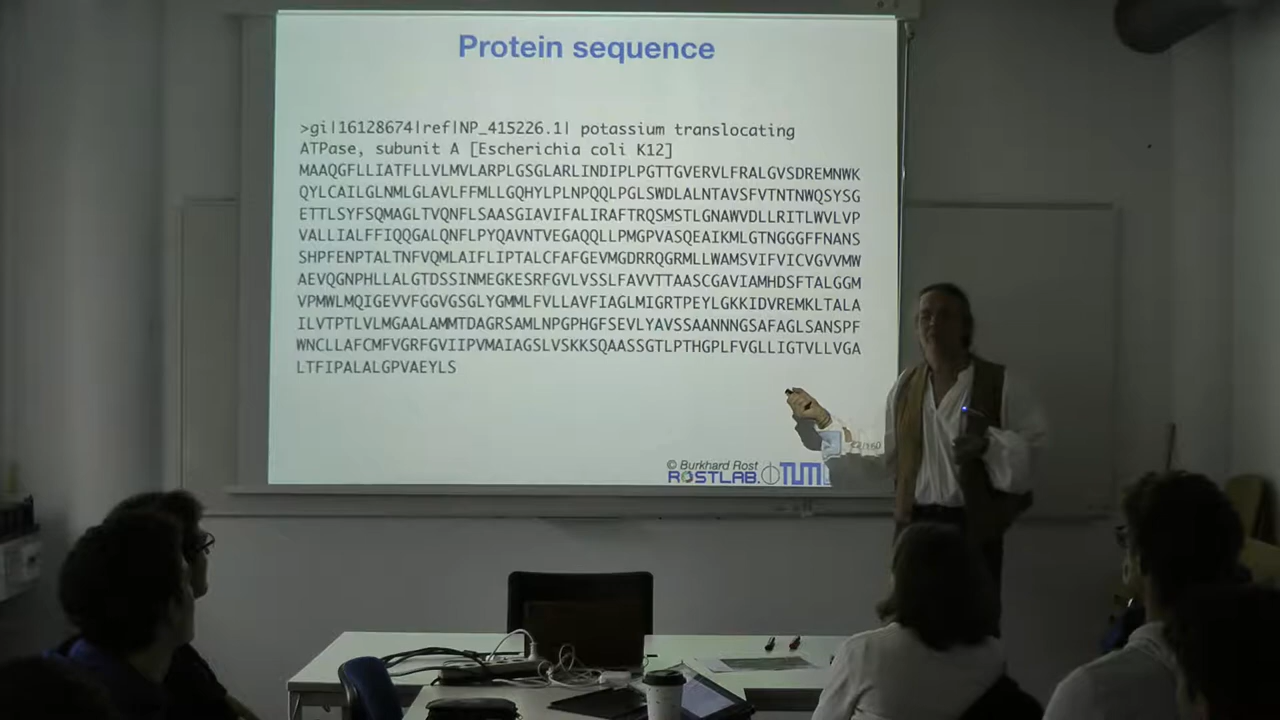 Protein sequence
>gi|16128674|ref|NP_415226.1| potassium translocating
ATPase, subunit A [Escherichia coli K12]
MAAQGFLLIATFLLVLMVLARPLGSGLARLINDIPLPGTTGVERVLFRALGVSDREMNWK
QYLCAILGLNMLGLAVLFFMLLGQHYLPLNPQQLPGLSWDLALNTAVSFVTNTNWQSYSG
ETTLSYFSQMAGLTVQNFLSAASGIAVIFALIRAFTRQSMSTLGNAWVDLLRITLWVLVP
VALLIALFFIQQGALQNFLPYQAVNTVEGAQQLLPMGPVASQEAIKMLGTNGGGFFNANS
SHPFENPTALTNFVQMLAIFLIPTALCFAFGEVMGDRRQGRMLLWAMSVIFVICVGVVMW
AEVQGNPHLLALGTDSSINMEGKESRFGVLVSSLFAVVTTAASCGAVIAMHDSFTALGGM
VPMWLMQIGEVVFGGVGSGLYGMMLFVLLAVFIAGLMIGRTPEYLGKKIDVREMKLTALA
ILVTPTLVLMGAALAMMTDAGRSAMLNPGPHGFSEVLYAVSSAANNNGSAFAGLSANSPF
WNCLLAFCMFVGRFGVIIPVMAIAGSLVSKKSQAASSGTLPTHGPLFVGLLIGTVLLVGA
LTFIPALALGPVAEYLS
© Burkhard Rost
ROSTLAB. TUM